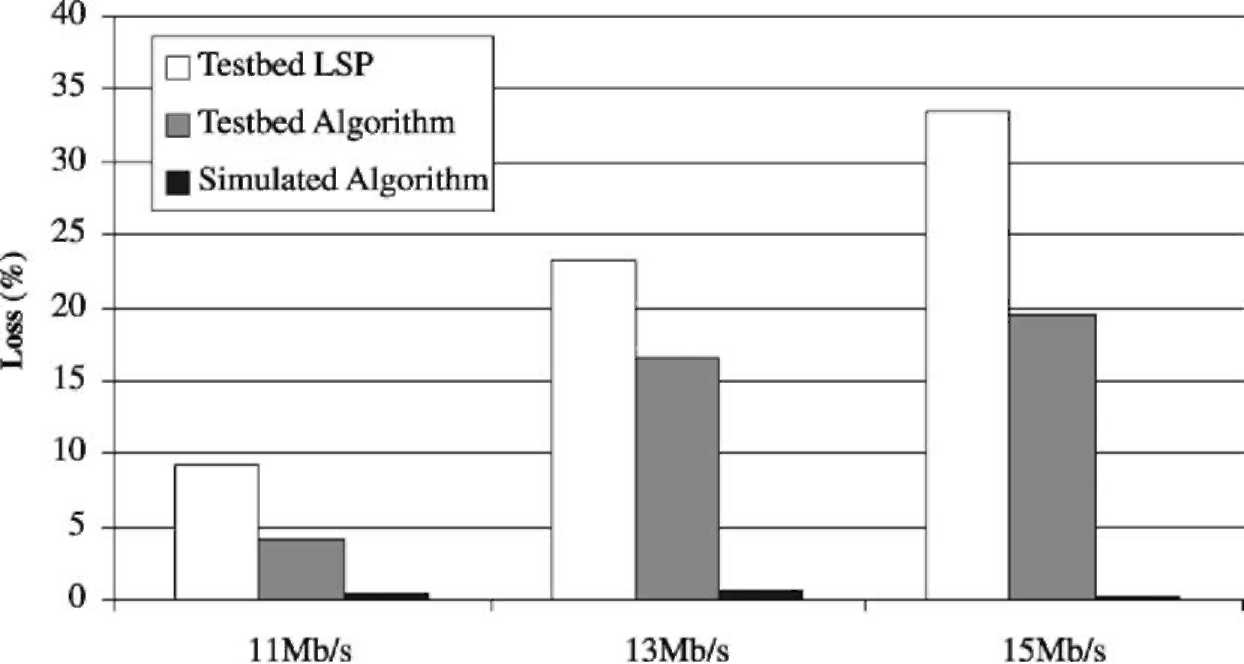 40
35
30
25
20
15
10
5
0
Loss (%)
Testbed LSP
Testbed Algorithm
Simulated Algorithm
11Mb/s
13Mb/s
15Mb/s